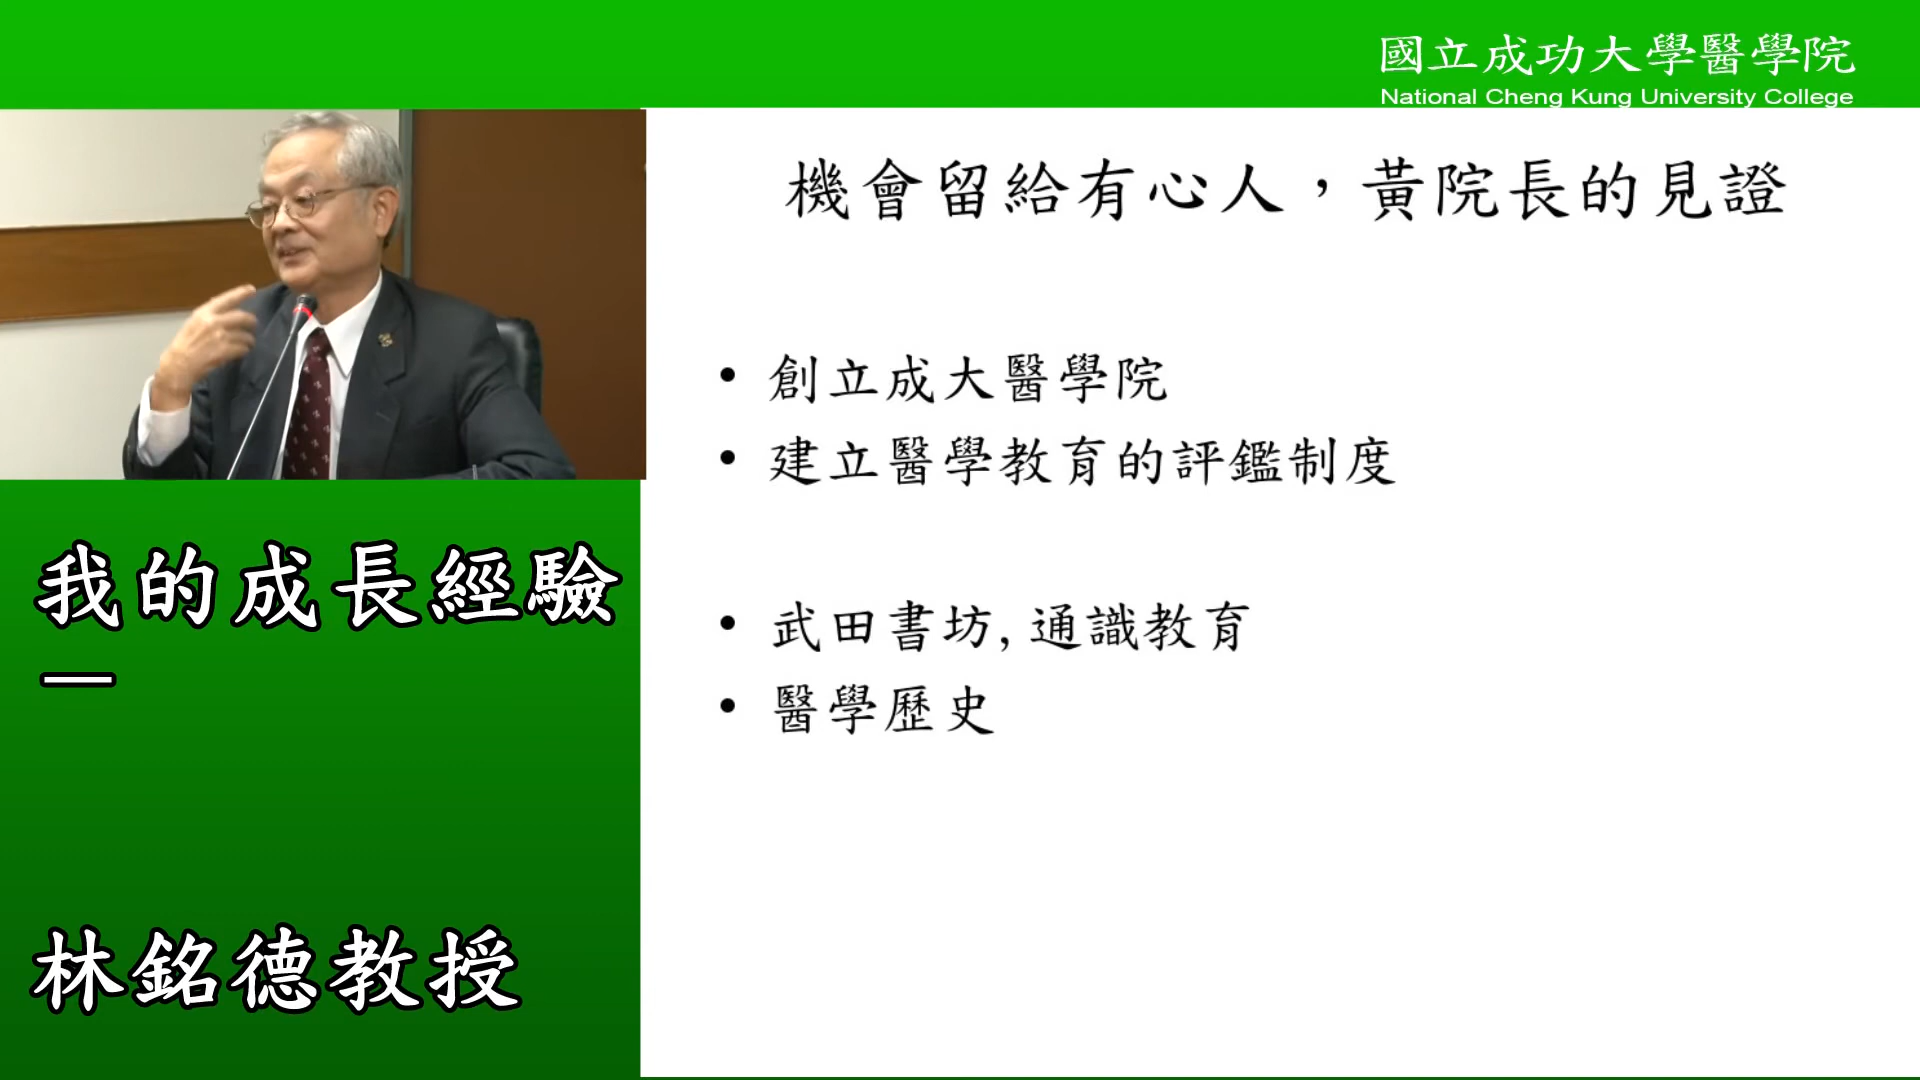 國立成功大學醫學院
National Cheng Kung University College
機會留給有心人，黃院長的見證
• 創立成大醫學院
• 建立醫學教育的評鑑制度
• 武田書坊, 通識教育
• 醫學歷史
我的成長經驗
—
林銘德教授